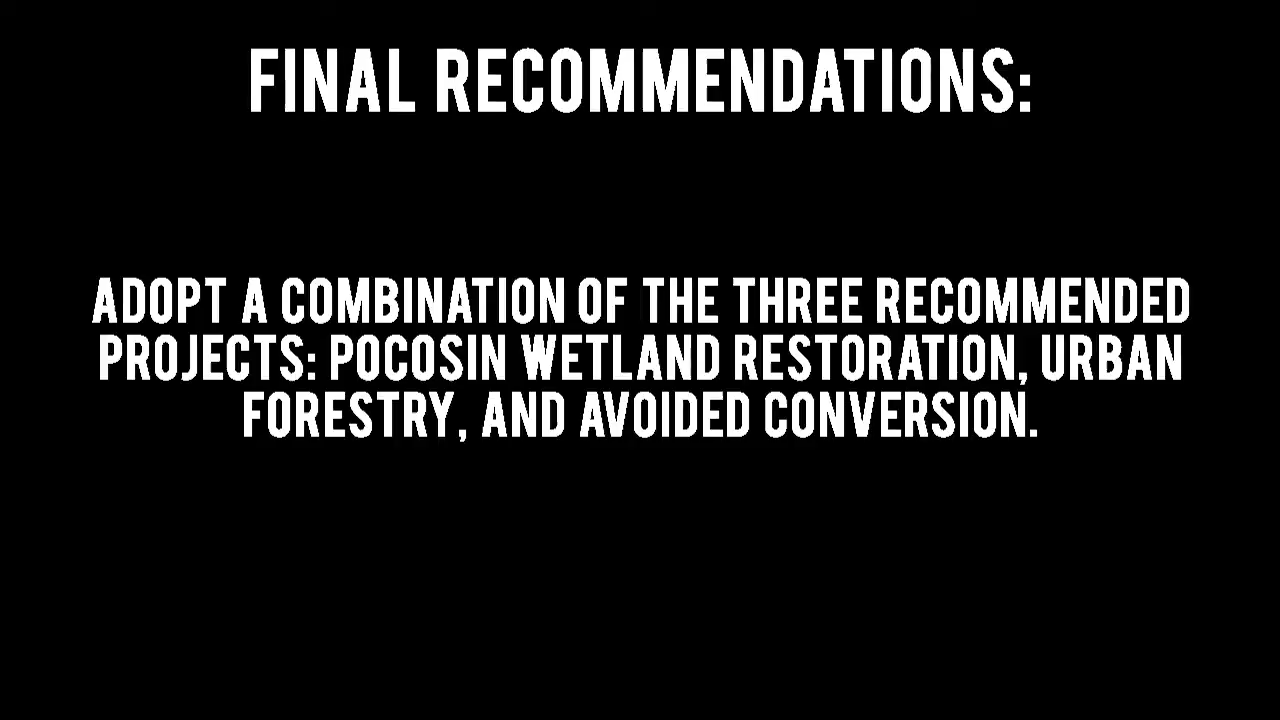 FINAL RECOMMENDATIONS:
ADOPT A COMBINATION OF THE THREE RECOMMENDED
PROJECTS: POCOSIN WETLAND RESTORATION, URBAN
FORESTRY, AND AVOIDED CONVERSION.